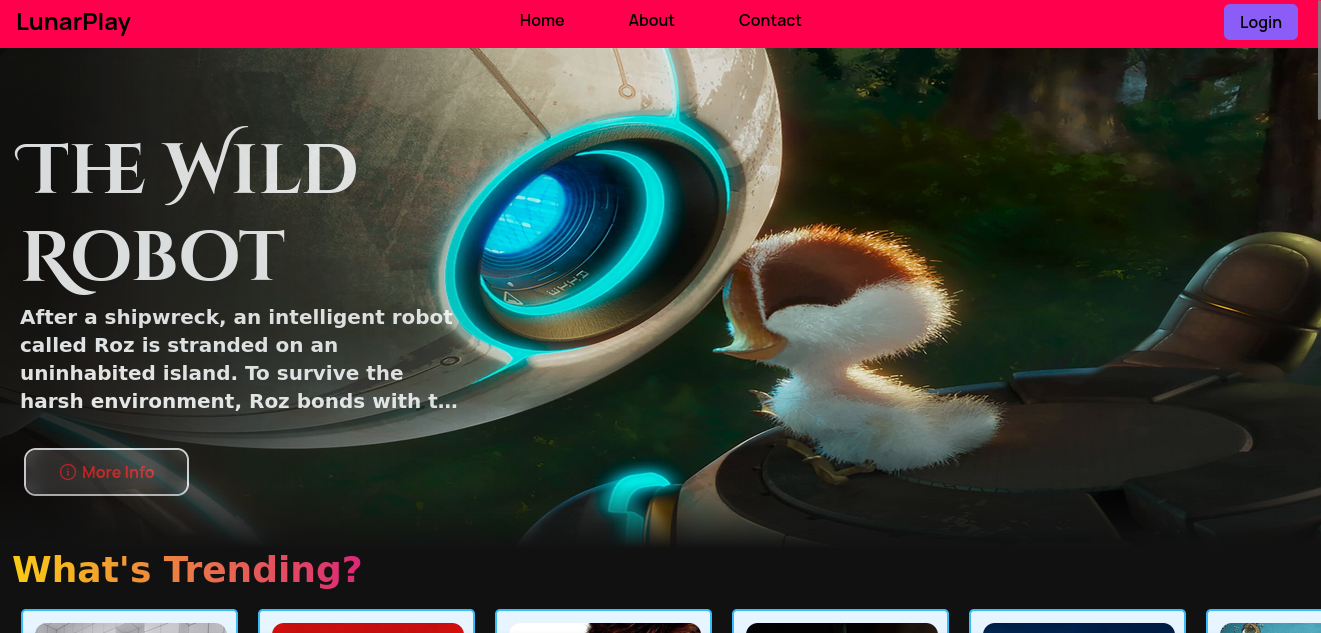 LunarPlay
Home
About
Contact
Login
The Wild
Robot
After a shipwreck, an intelligent robot
called Roz is stranded on an
uninhabited island. To survive the
harsh environment, Roz bonds with t...
More Info
What's Trending?